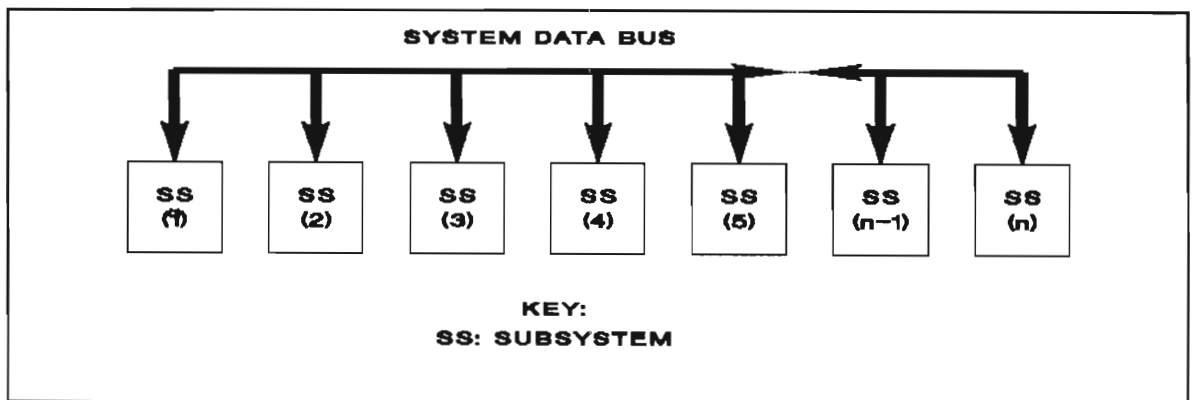 SYSTEM DATA BUS
SS SS SS SS SS SS SS
(1) (2) (3) (4) (5) (n-1) (n)
KEY:
SS: SUBSYSTEM